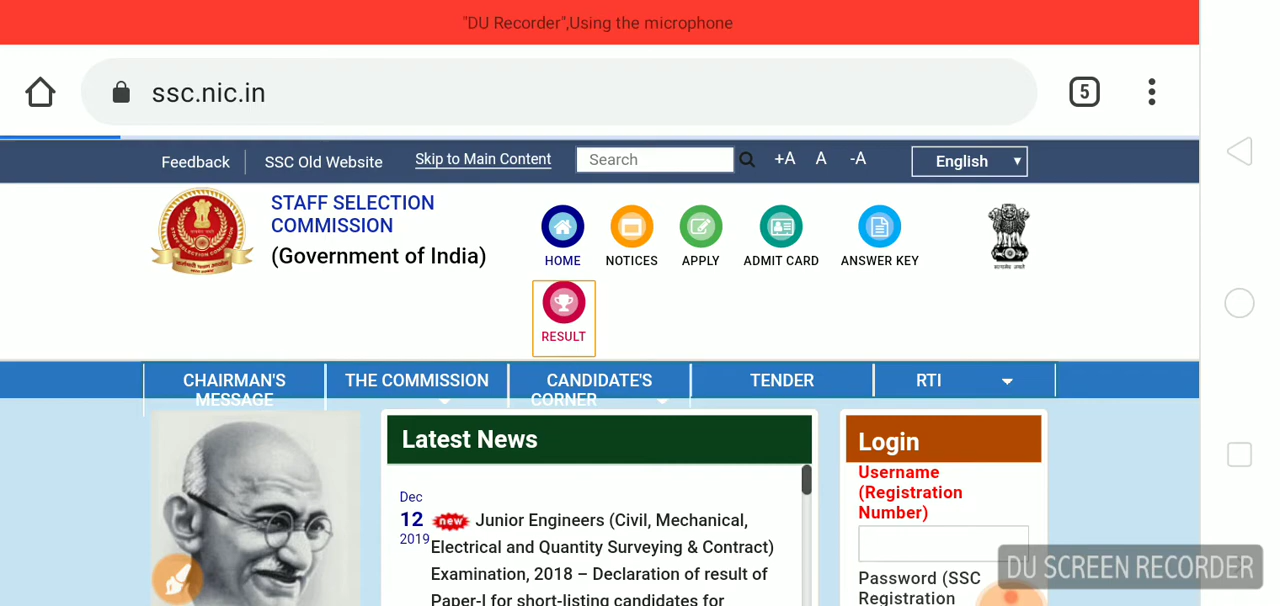 "DU Recorder",Using the microphone
ssc.nic.in
5
Feedback
SSC Old Website
Skip to Main Content
Search
+A
A
-A
English
STAFF SELECTION
COMMISSION
(Government of India)
HOME
NOTICES
APPLY
ADMIT CARD
ANSWER KEY
RESULT
CHAIRMAN'S
MESSAGE
THE COMMISSION
CANDIDATE'S
CORNER
TENDER
RTI
Latest News
Dec
12
2019
new Junior Engineers (Civil, Mechanical,
Electrical and Quantity Surveying & Contract)
Examination, 2018 – Declaration of result of
Paper-I for short-listing candidates for
Login
Username
(Registration
Number)
Password (SSC
Registration
DU SCREEN RECORDER